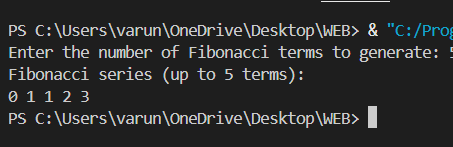 PS C:\Users\varun\OneDrive\Desktop\WEB> & "C:/Prog
Enter the number of Fibonacci terms to generate: 5
Fibonacci series (up to 5 terms):
0 1 1 2 3
PS C:\Users\varun\OneDrive\Desktop\WEB>